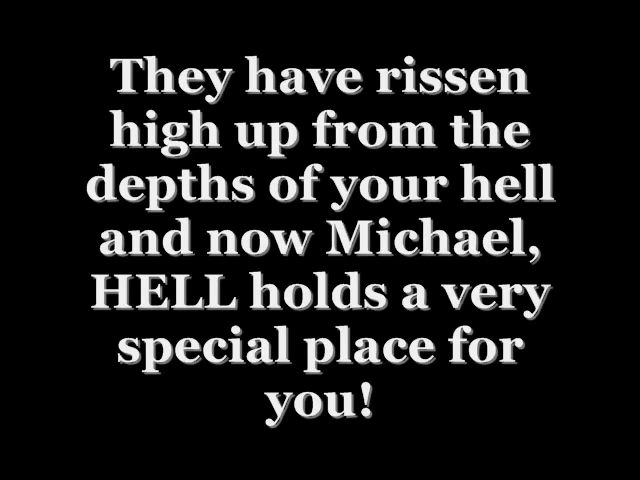 They have rissen
high up from the
depths of your hell
and now Michael,
HELL holds a very
special place for
you!